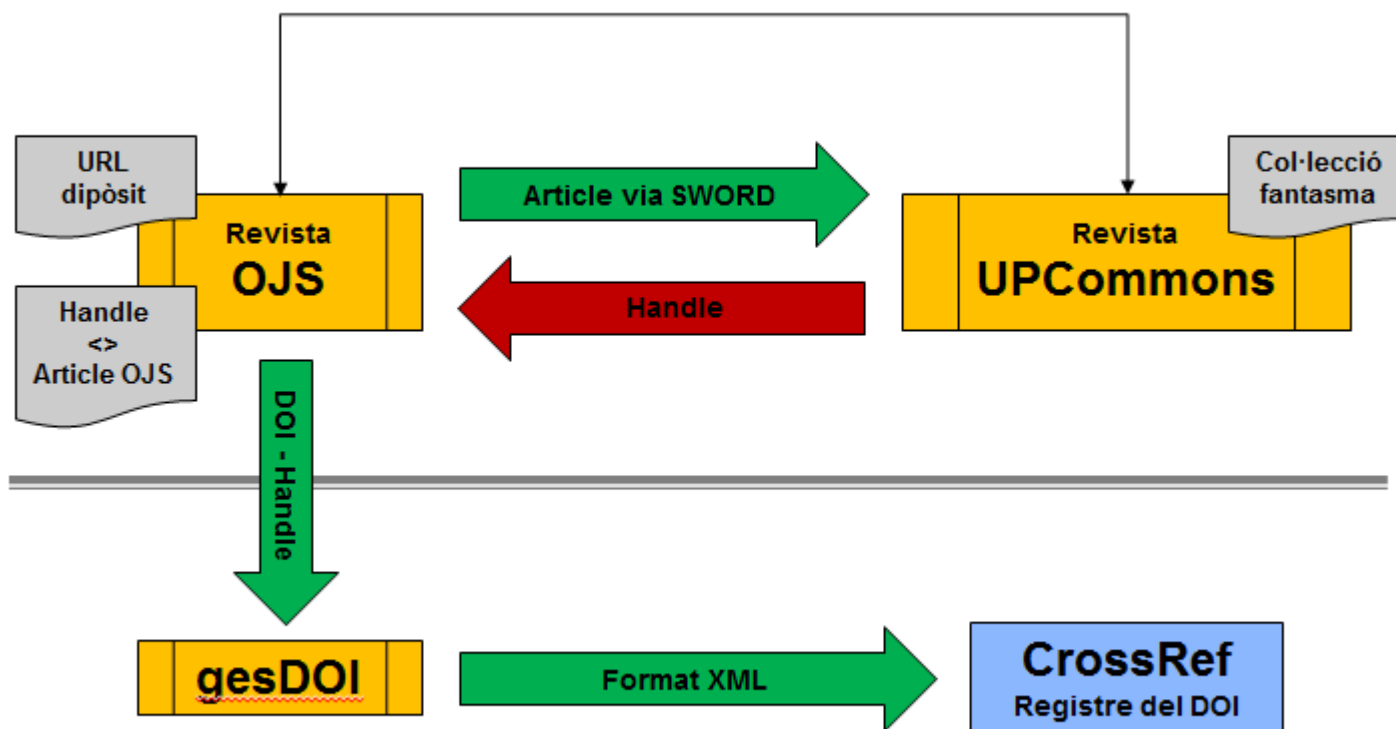 URL
dipòsit
Revista
OJS
Handle
<>
Article OJS
Article via SWORD
Handle
Col·lecció
fantasma
Revista
UPCommons
DOI - Handle
gesDOI
Format XML
CrossRef
Registre del DOI